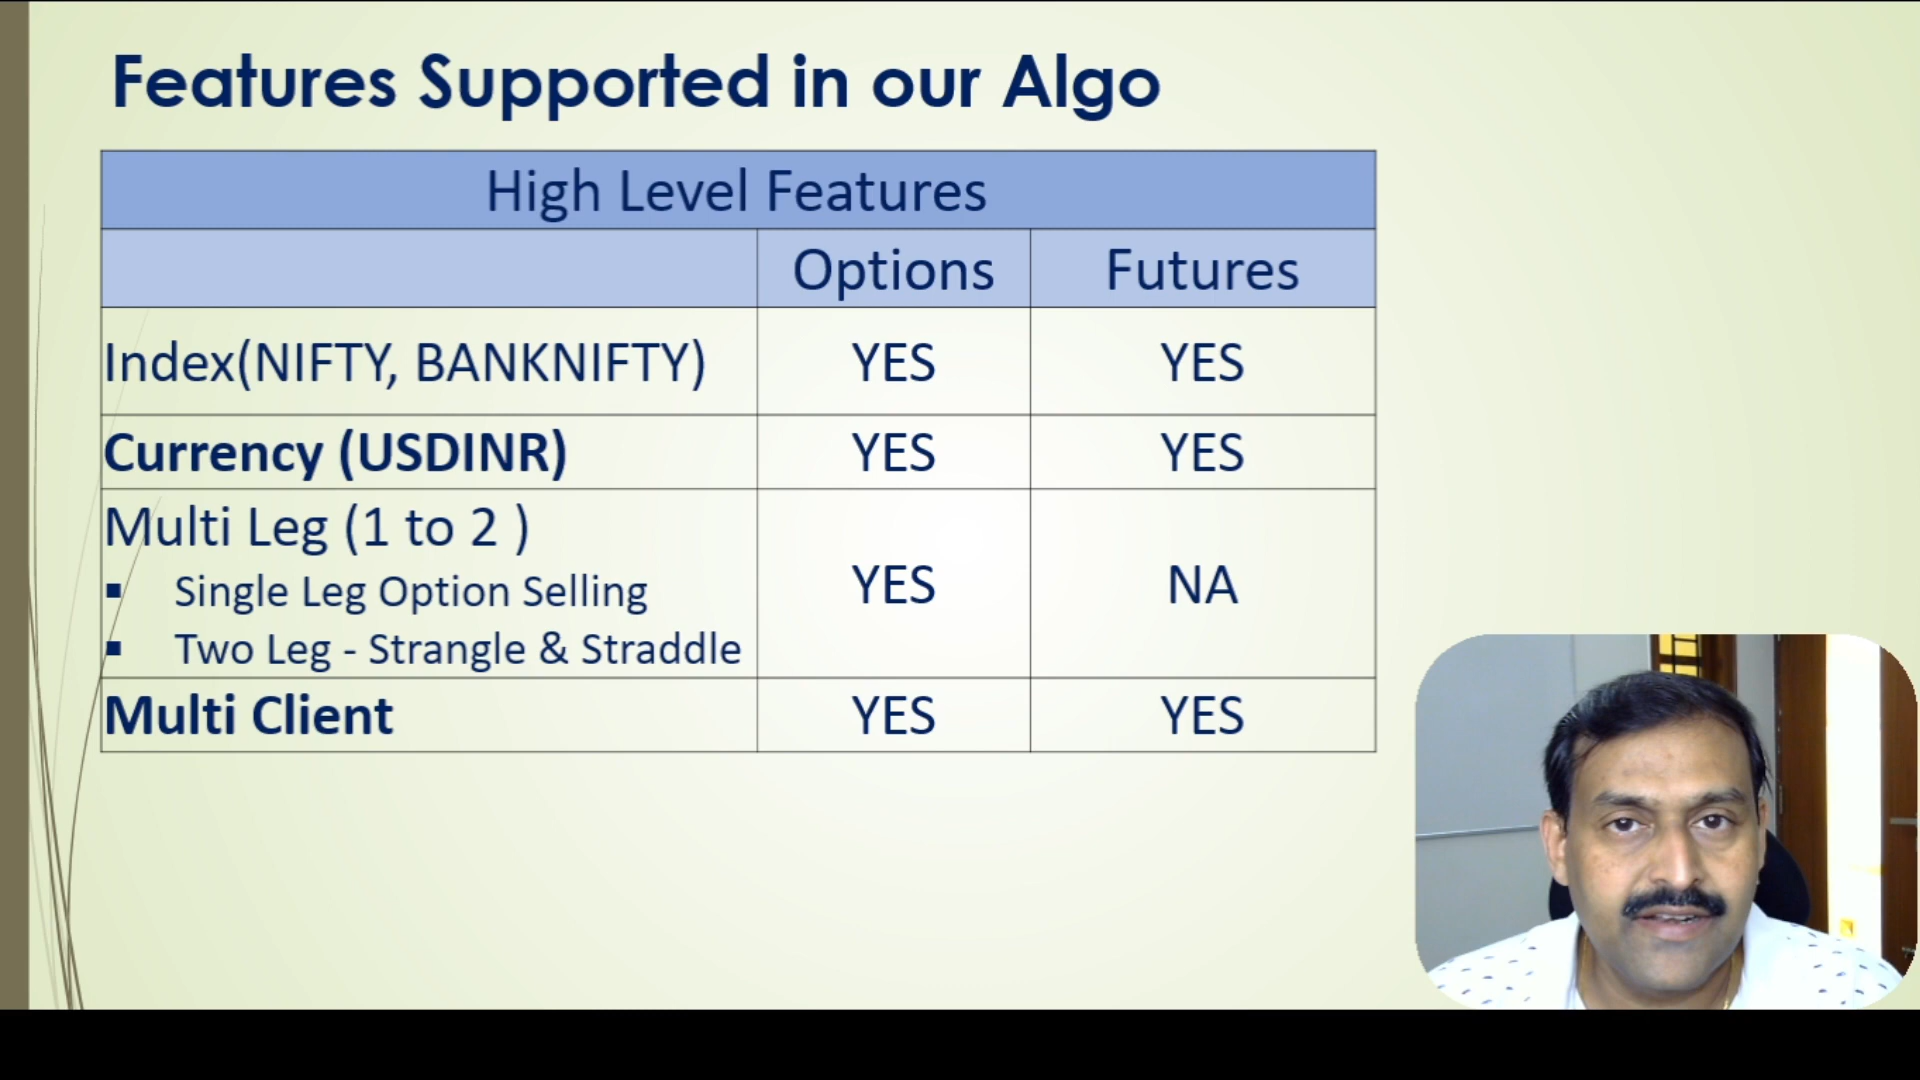 Features Supported in our Algo
High Level Features
Options Futures
Index(NIFTY, BANKNIFTY) YES YES
Currency (USDINR) YES YES
Multi Leg (1 to 2 )
▪ Single Leg Option Selling YES NA
▪ Two Leg - Strangle & Straddle
Multi Client YES YES